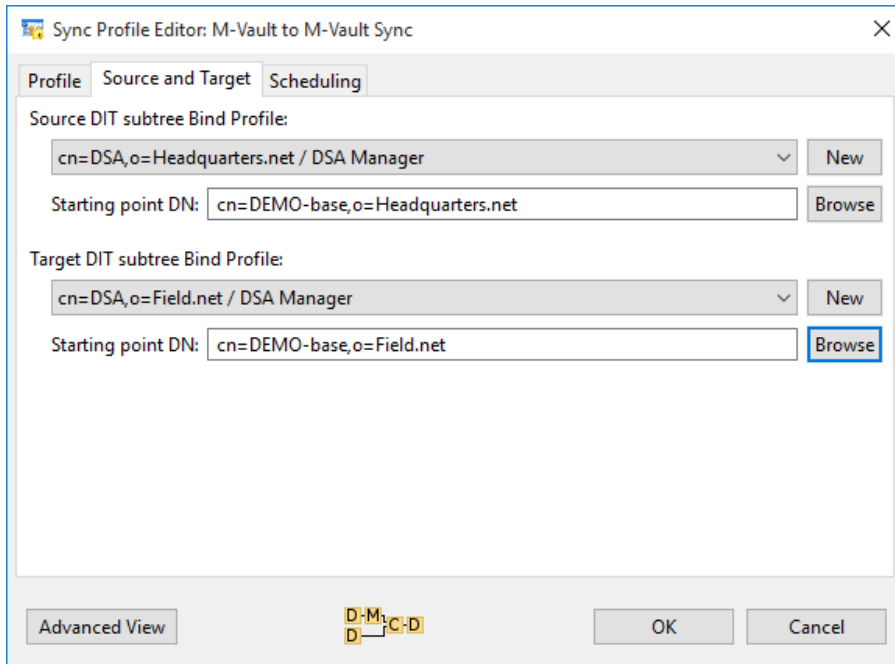 Sync Profile Editor: M-Vault to M-Vault Sync
Profile Source and Target Scheduling
Source DIT subtree Bind Profile:
cn=DSA,o=Headquarters.net / DSA Manager New
Starting point DN: cn=DEMO-base,o=Headquarters.net Browse
Target DIT subtree Bind Profile:
cn=DSA,o=Field.net / DSA Manager New
Starting point DN: cn=DEMO-base,o=Field.net Browse
Advanced View D-M C-D D OK Cancel